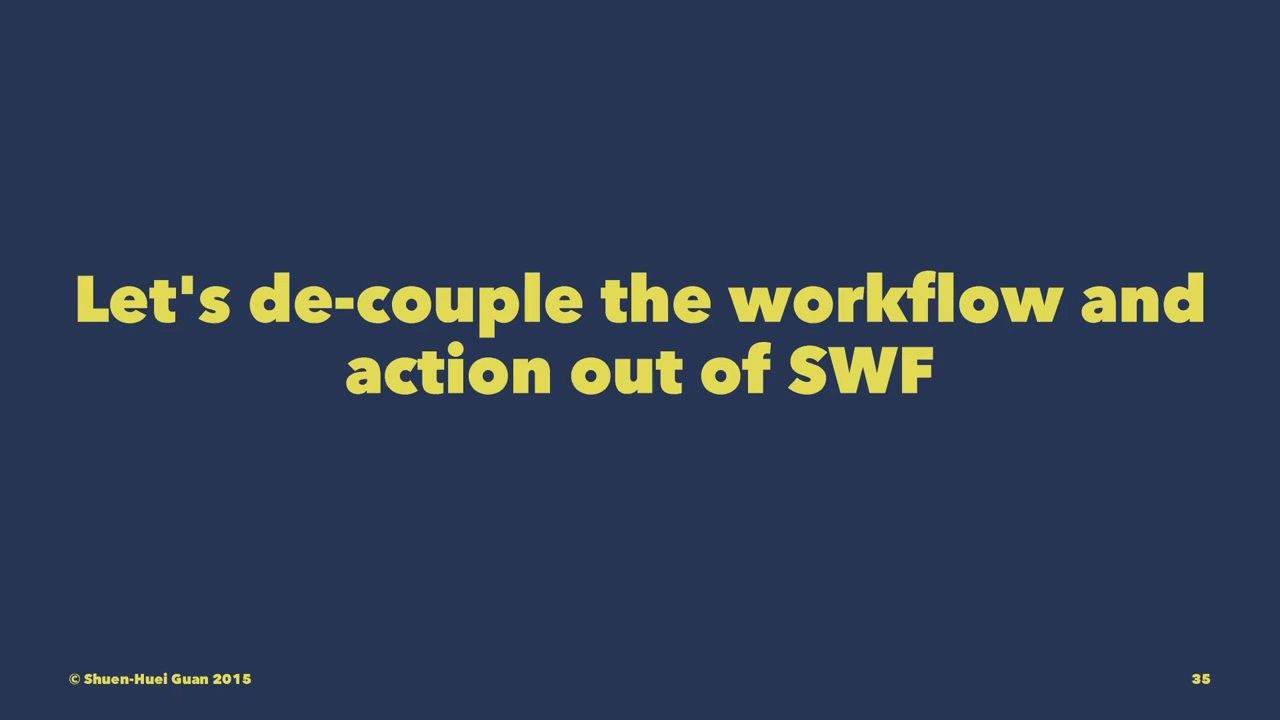 Let's de-couple the workflow and
action out of SWF
© Shuen-Huei Guan 2015
35